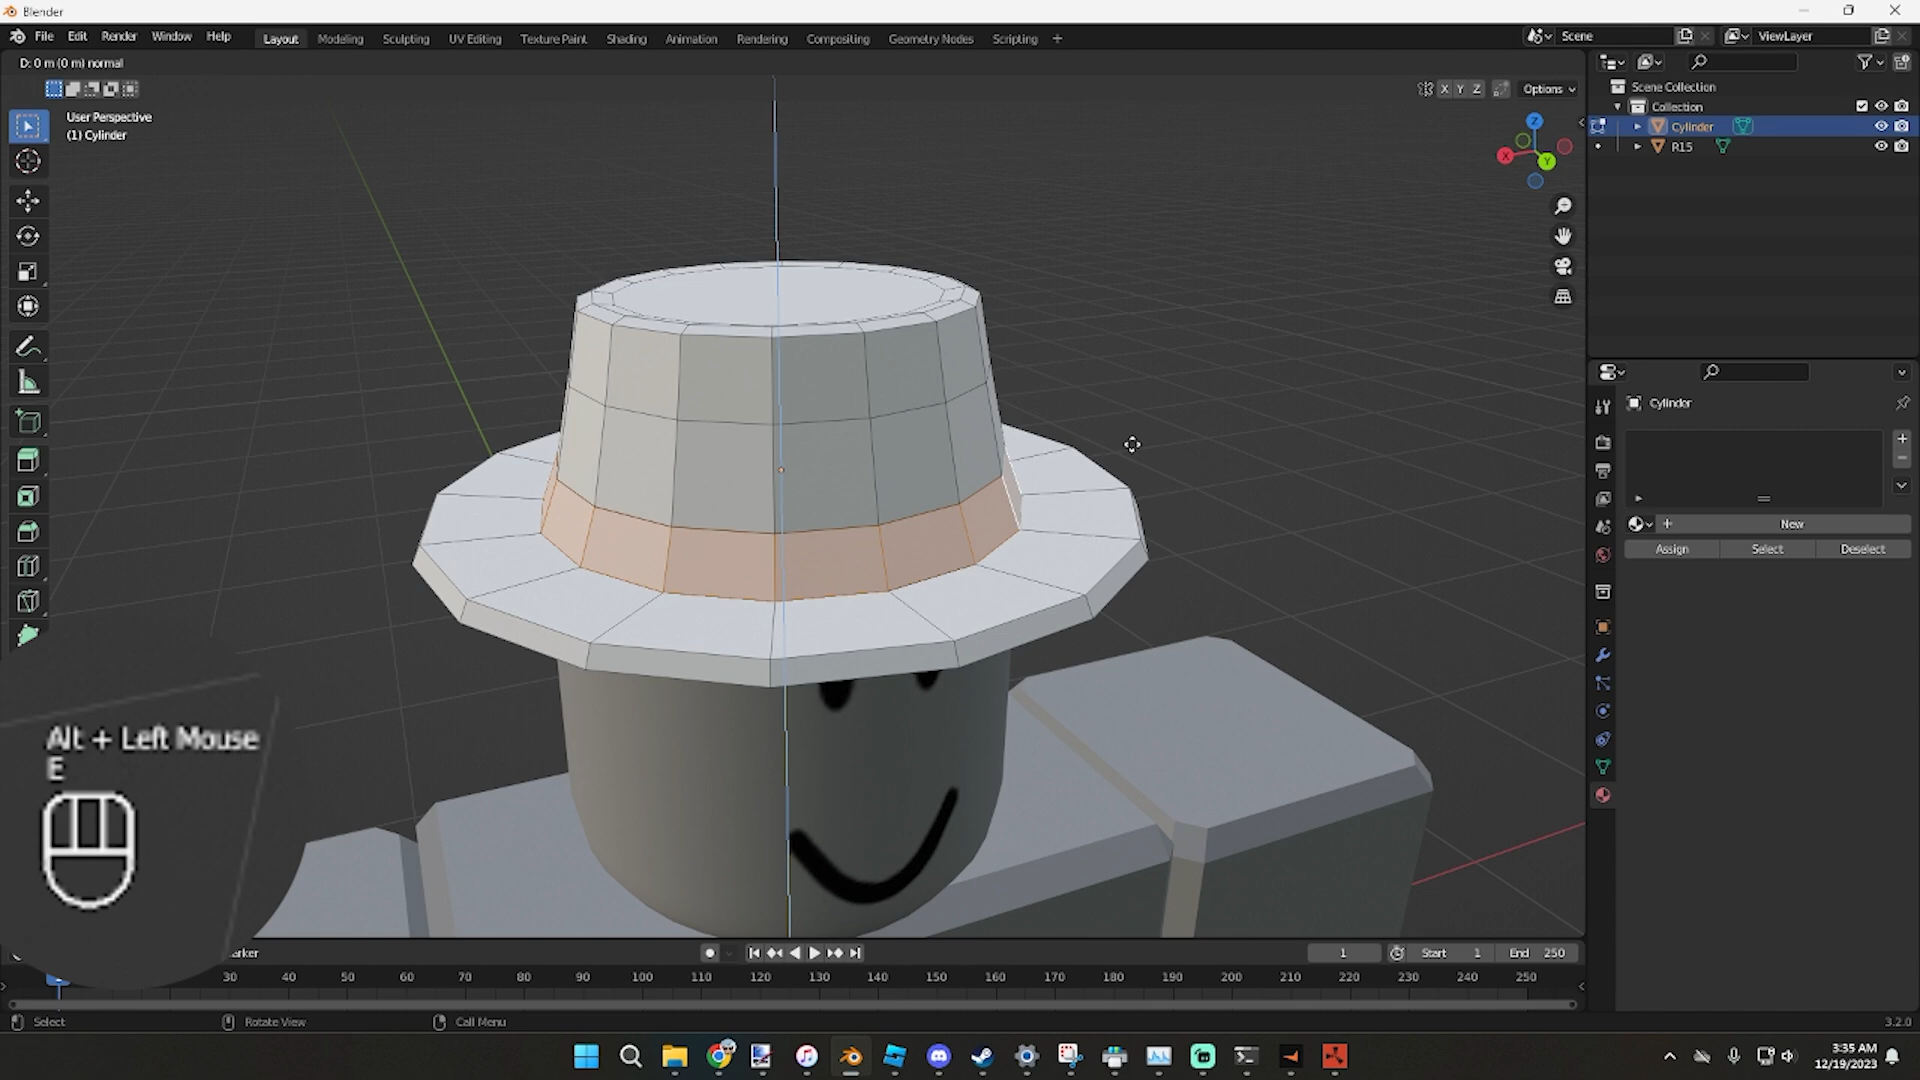 Blender
File Edit Render Window Help Layout Modeling Sculpting UV Editing Texture Paint Shading Animation Rendering Compositing Geometry Nodes Scripting + Scene ViewLayer
D: 0 m (0 m) normal
X Y Z Options
User Perspective
(1) Cylinder
Z
X
Y
Scene Collection
Collection
Cylinder
R15
Cylinder
New
Assign Select Deselect
Alt + Left Mouse
E
arker
1 Start 1 End 250
30 40 50 60 70 80 90 100 110 120 130 140 150 160 170 180 190 200 210 220 230 240 250
Select Rotate View Call Menu 3.2.0
3:35 AM
12/19/2023